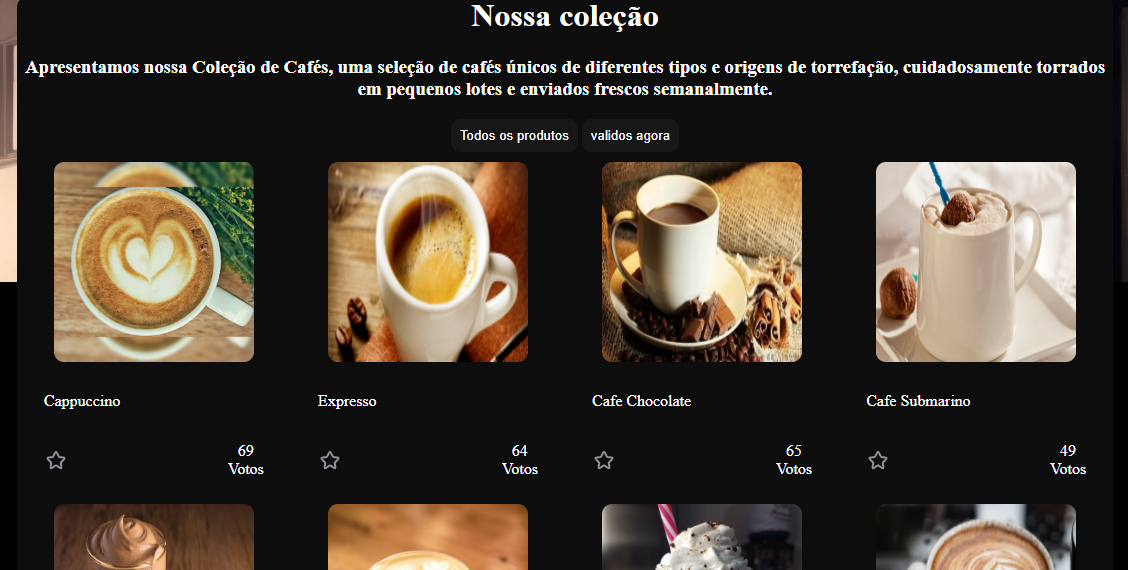 Nossa coleção
Apresentamos nossa Coleção de Cafés, uma seleção de cafés únicos de diferentes tipos e origens de torrefação, cuidadosamente torrados
em pequenos lotes e enviados frescos semanalmente.
Todos os produtos validos agora
Cappuccino
69
Votos
Expresso
64
Votos
Cafe Chocolate
65
Votos
Cafe Submarino
49
Votos